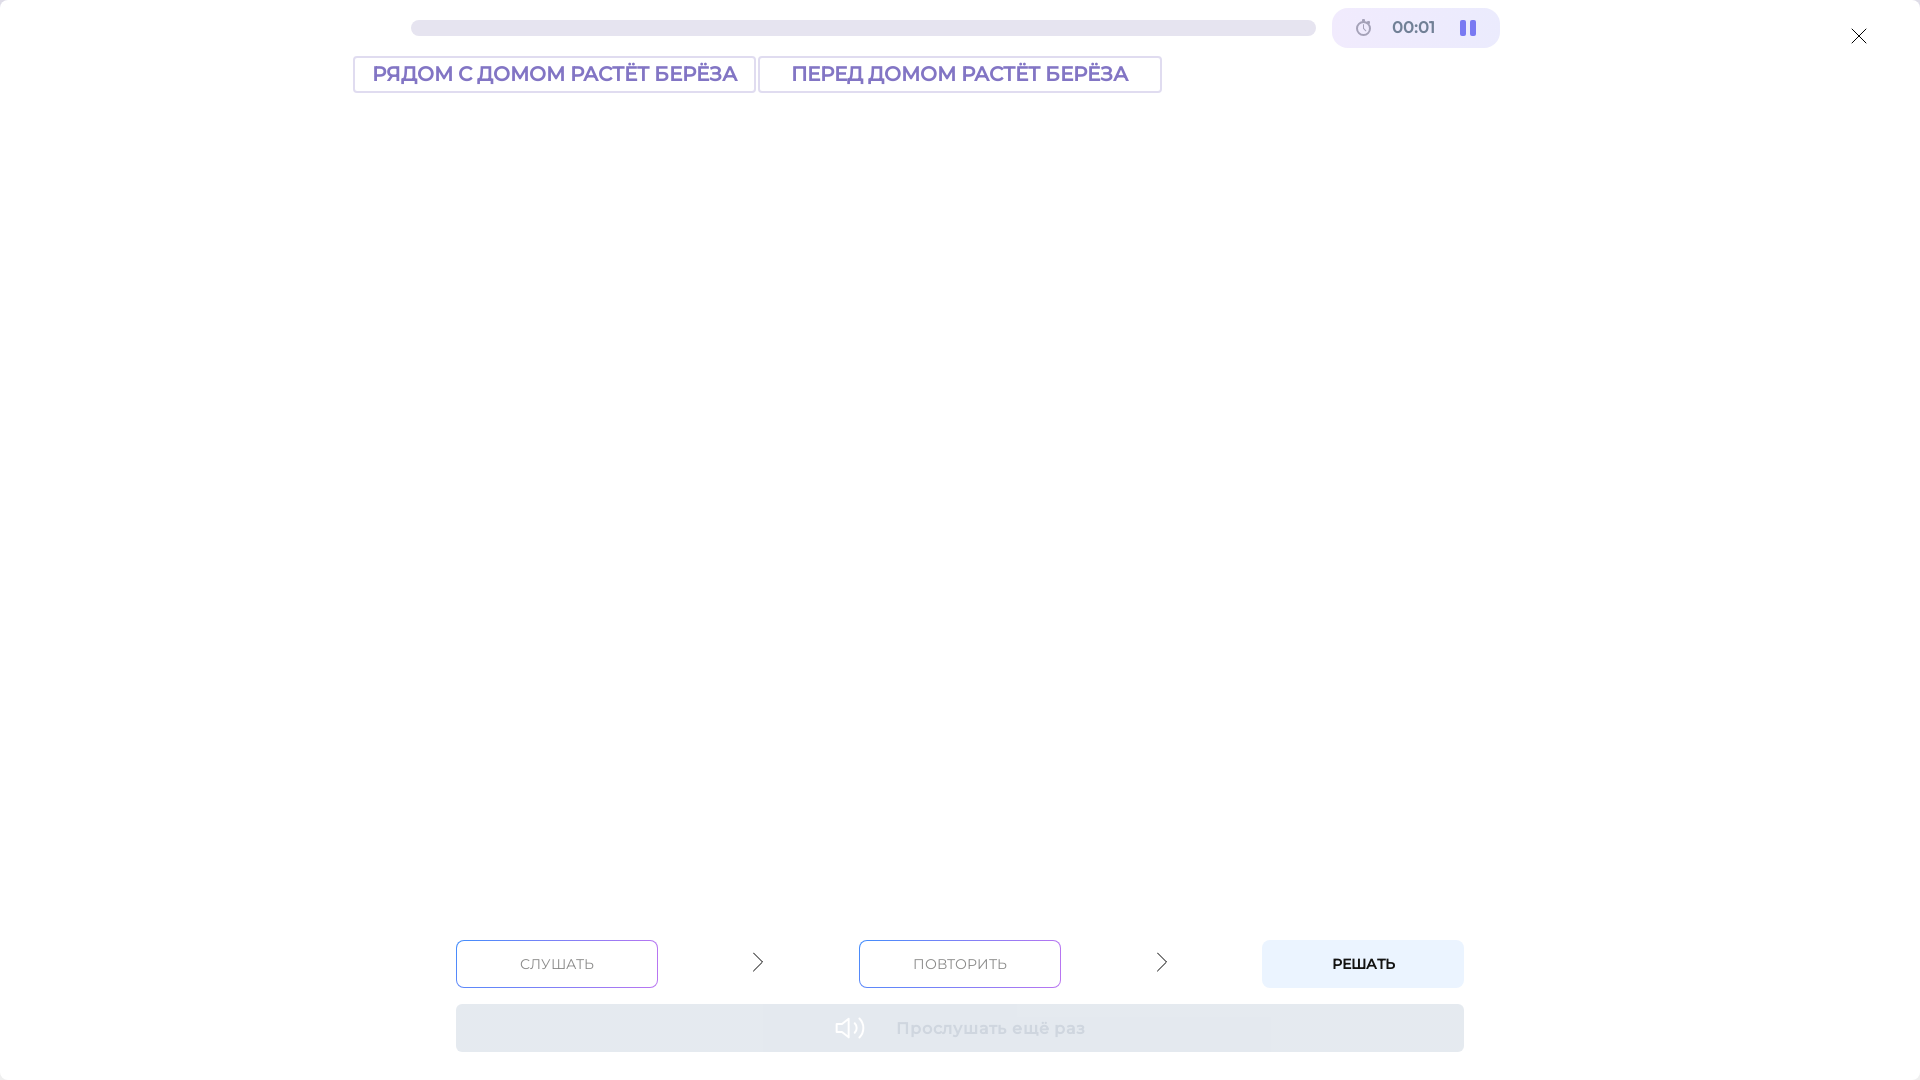 00:01
РЯДОМ С ДОМОМ РАСТЁТ БЕРЁЗА
ПЕРЕД ДОМОМ РАСТЁТ БЕРЁЗА
СЛУШАТЬ
ПОВТОРИТЬ
РЕШАТЬ
Прослушать ещё раз